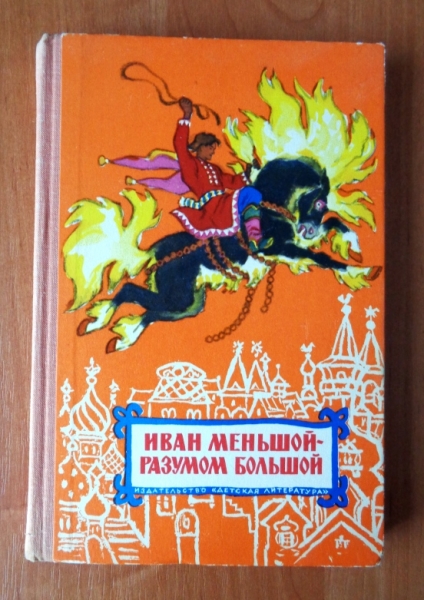 ИВАН МЕНЬШОЙ-
РАЗУМОМ БОЛЬШОЙ
ИЗДАТЕЛЬСТВО «ДЕТСКАЯ ЛИТЕРАТУРА»